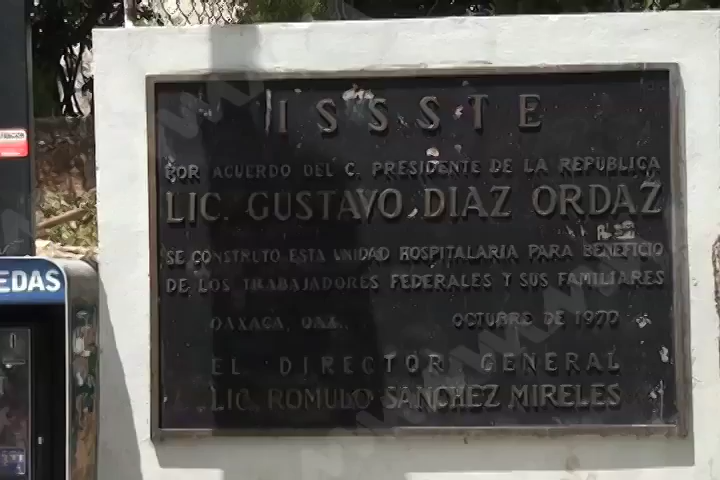 ISSSTE
POR ACUERDO DEL C. PRESIDENTE DE LA REPUBLICA
LIC. GUSTAVO DIAZ ORDAZ
SE CONSTRUYO ESTA UNIDAD HOSPITALARIA PARA BENEFICIO
DE LOS TRABAJADORES FEDERALES Y SUS FAMILIARES
OAXACA, OAX., OCTUBRE DE 1970
EL DIRECTOR GENERAL
LIC. ROMULO SANCHEZ MIRELES
EDAS